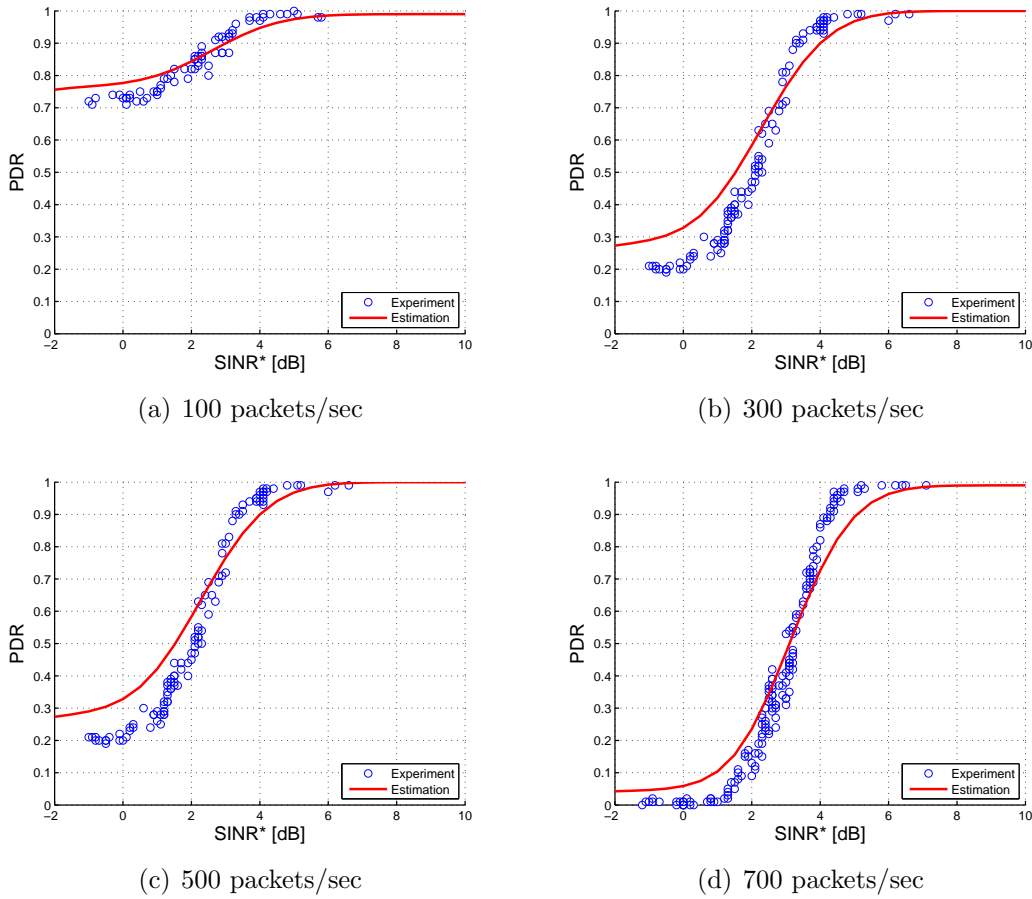 1
0.9
0.8
0.7
0.6
0.5
0.4
0.3
0.2
0.1
0
PDR
−2 0 2 4 6 8 10
SINR* [dB]
Experiment
Estimation
(a) 100 packets/sec
1
0.9
0.8
0.7
0.6
0.5
0.4
0.3
0.2
0.1
0
PDR
−2 0 2 4 6 8 10
SINR* [dB]
Experiment
Estimation
(b) 300 packets/sec
1
0.9
0.8
0.7
0.6
0.5
0.4
0.3
0.2
0.1
0
PDR
−2 0 2 4 6 8 10
SINR* [dB]
Experiment
Estimation
(c) 500 packets/sec
1
0.9
0.8
0.7
0.6
0.5
0.4
0.3
0.2
0.1
0
PDR
−2 0 2 4 6 8 10
SINR* [dB]
Experiment
Estimation
(d) 700 packets/sec